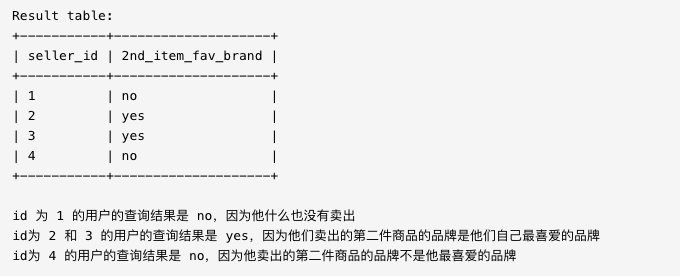 Result table:
+-----------+--------------------+
| seller_id | 2nd_item_fav_brand |
+-----------+--------------------+
| 1         | no                 |
| 2         | yes                |
| 3         | yes                |
| 4         | no                 |
+-----------+--------------------+
id 为 1 的用户的查询结果是 no，因为他什么也没有卖出
id为 2 和 3 的用户的查询结果是 yes，因为他们卖出的第二件商品的品牌是他们自己最喜爱的品牌
id为 4 的用户的查询结果是 no，因为他卖出的第二件商品的品牌不是他最喜爱的品牌